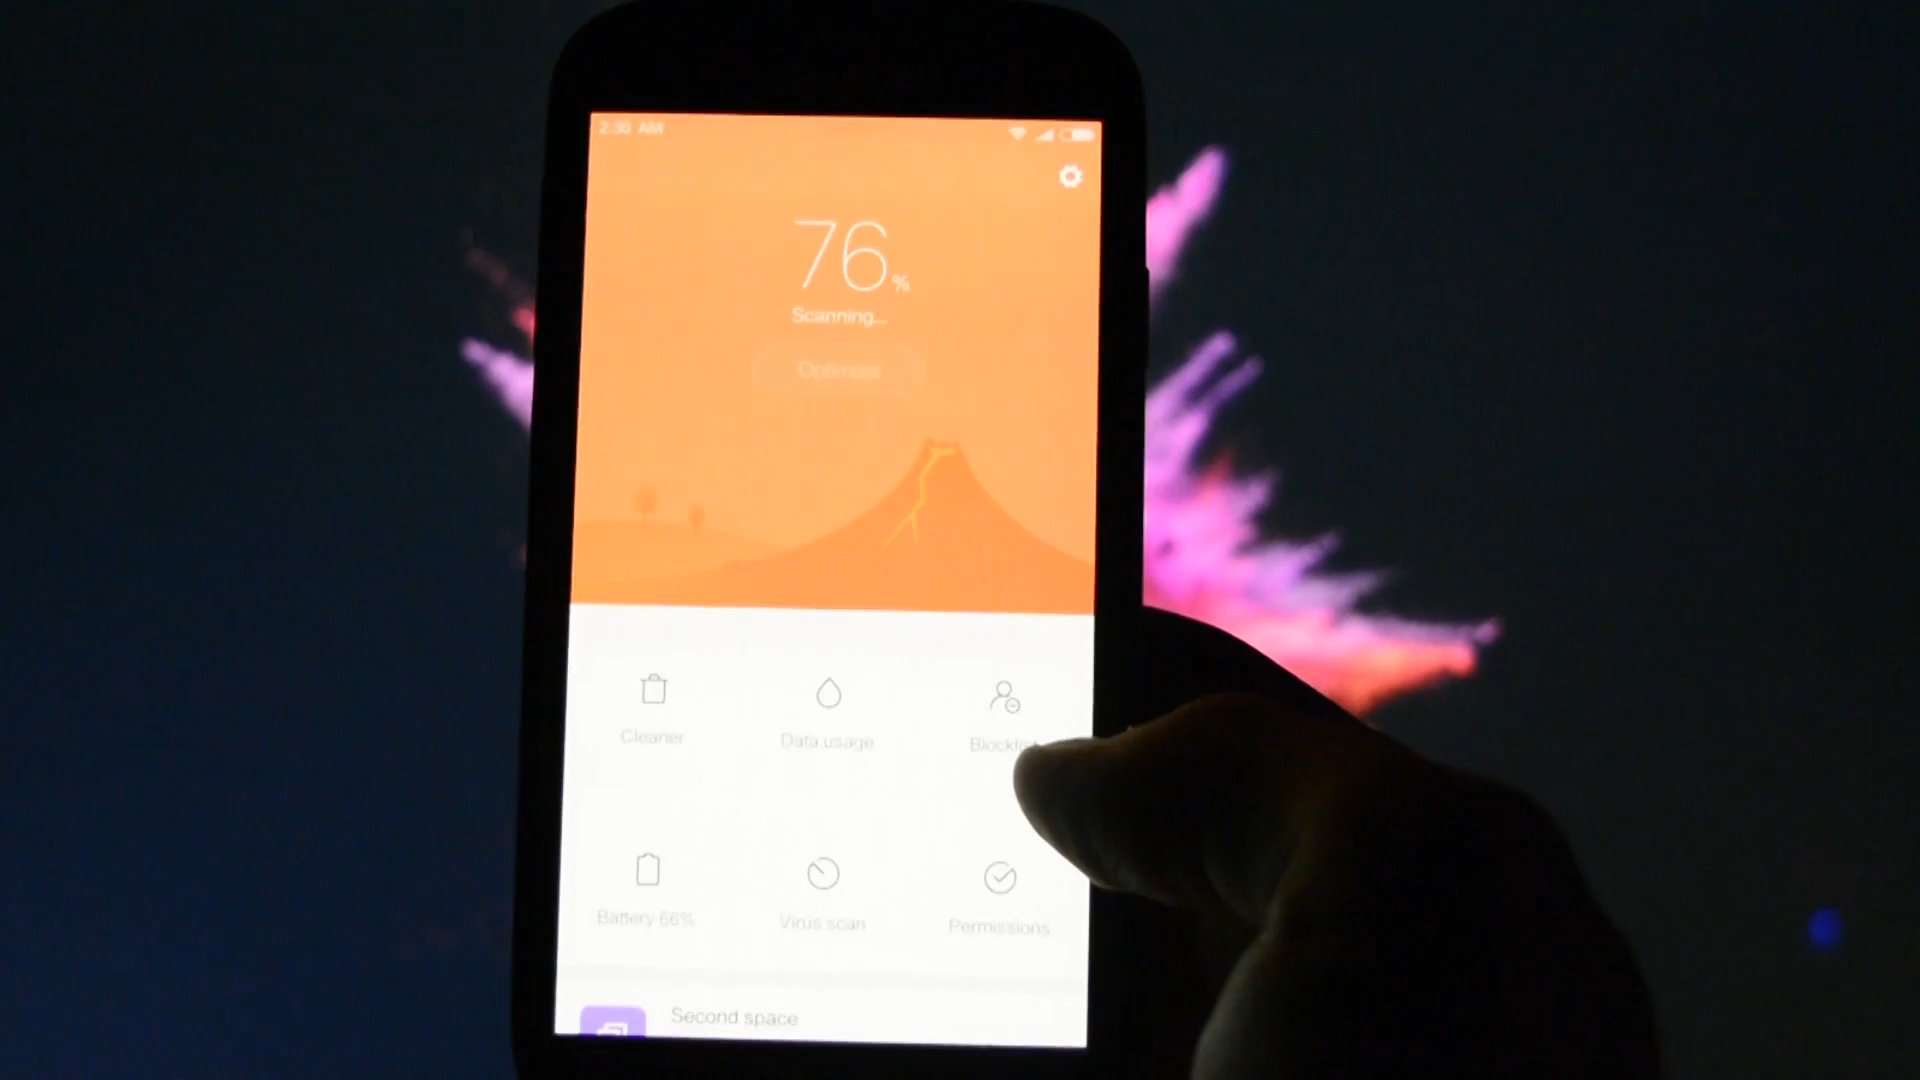 2:30 AM
76%
Scanning...
Optimize
Cleaner
Data usage
Blocklist
Battery 66%
Virus scan
Permissions
Second space